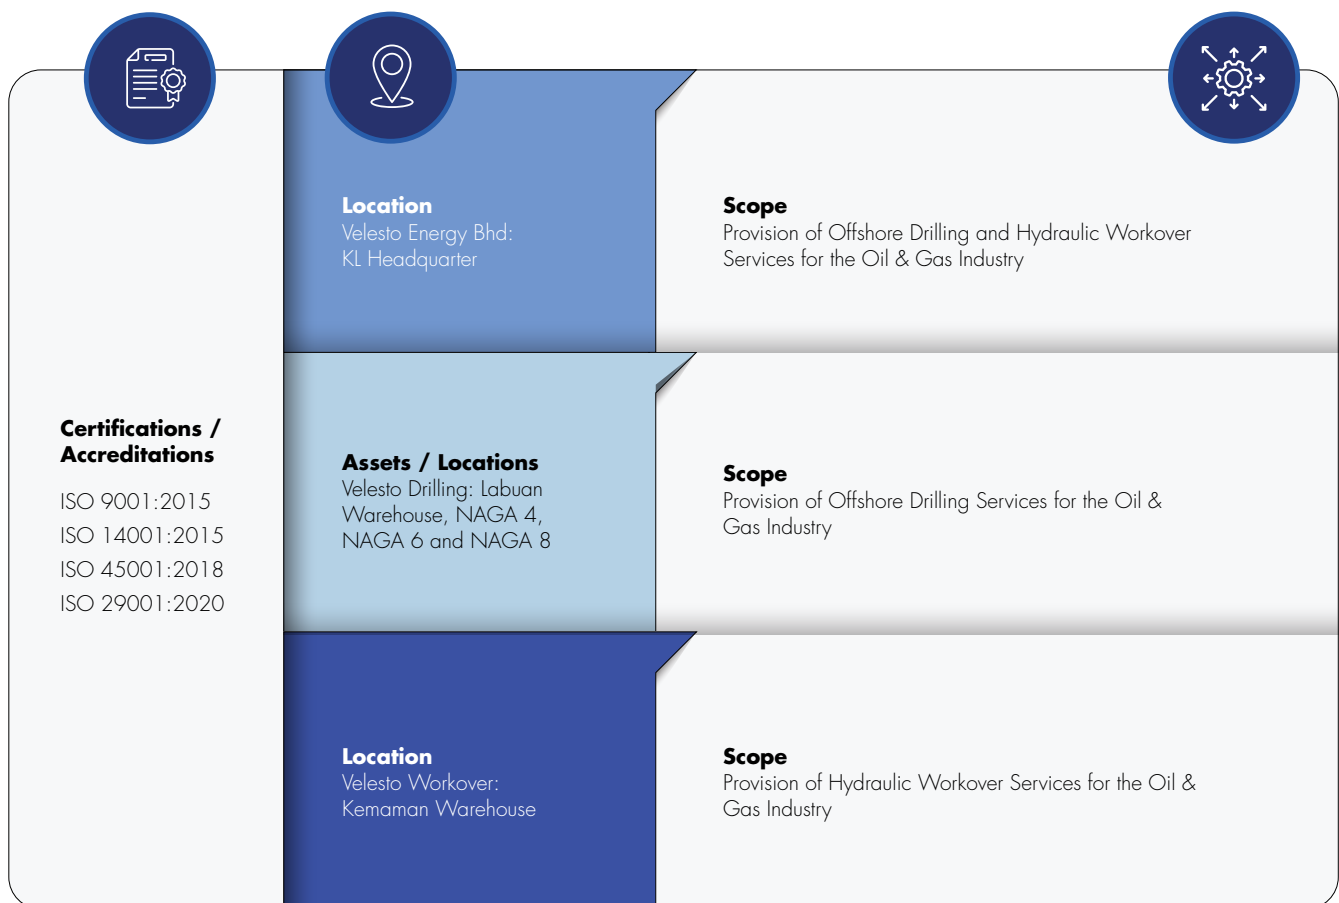 Certifications /
Accreditations
ISO 9001:2015
ISO 14001:2015
ISO 45001:2018
ISO 29001:2020
Location
Velesto Energy Bhd:
KL Headquarter
Scope
Provision of Offshore Drilling and Hydraulic Workover
Services for the Oil & Gas Industry
Assets / Locations
Velesto Drilling: Labuan
Warehouse, NAGA 4,
NAGA 6 and NAGA 8
Scope
Provision of Offshore Drilling Services for the Oil &
Gas Industry
Location
Velesto Workover:
Kemaman Warehouse
Scope
Provision of Hydraulic Workover Services for the Oil &
Gas Industry